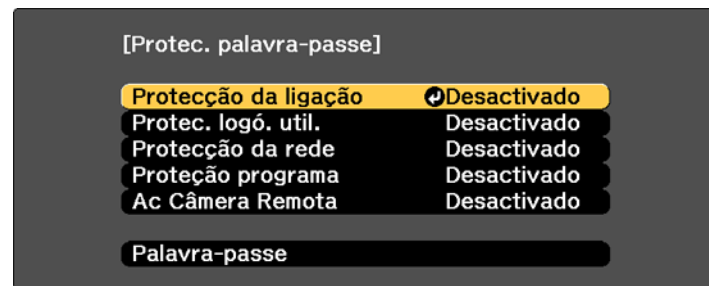 [Protec. palavra-passe]
Protecção da ligação Desactivado
Protec. logó. util. Desactivado
Protecção da rede Desactivado
Proteção programa Desactivado
Ac Câmera Remota Desactivado
Palavra-passe